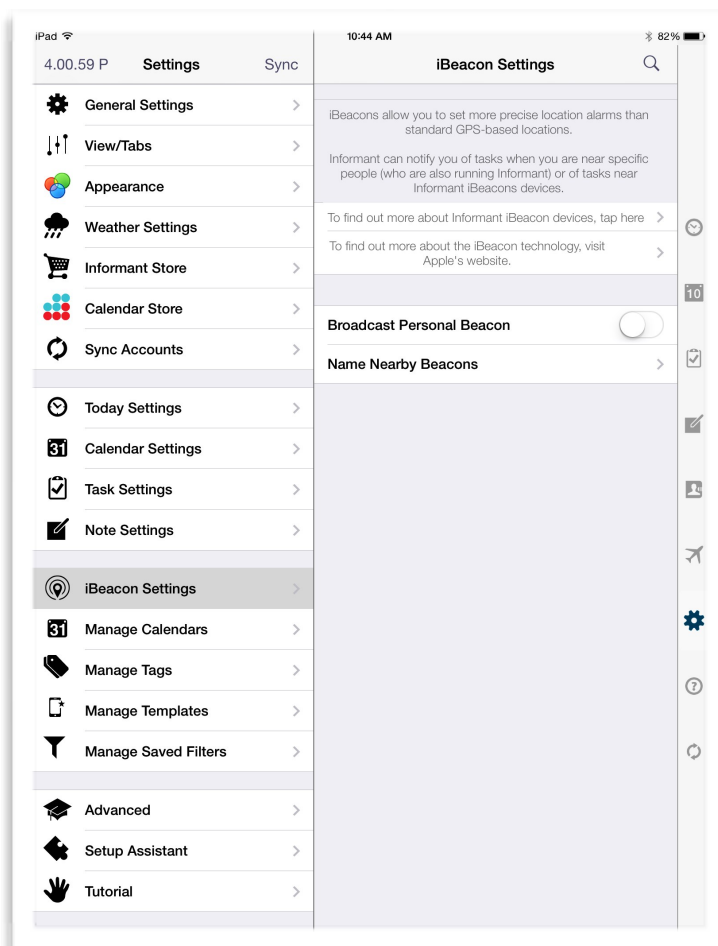 iPad
10:44 AM
82%
4.00.59 P
Settings
Sync
General Settings
View/Tabs
Appearance
Weather Settings
Informant Store
Calendar Store
Sync Accounts
Today Settings
31
Calendar Settings
Task Settings
Note Settings
iBeacon Settings
31
Manage Calendars
Manage Tags
Manage Templates
Manage Saved Filters
Advanced
Setup Assistant
Tutorial
iBeacon Settings
iBeacons allow you to set more precise location alarms than
standard GPS-based locations.
Informant can notify you of tasks when you are near specific
people (who are also running Informant) or of tasks near
Informant iBeacons devices.
To find out more about Informant iBeacon devices, tap here
To find out more about the iBeacon technology, visit
Apple's website.
Broadcast Personal Beacon
Name Nearby Beacons
10
?